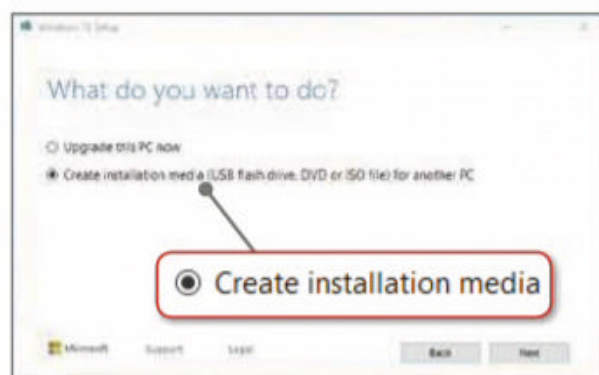 Windows 10 Setup
What do you want to do?
Upgrade this PC now
Create installation media (USB flash drive, DVD or ISO file) for another PC
Create installation media
Microsoft Support Legal
Back Next